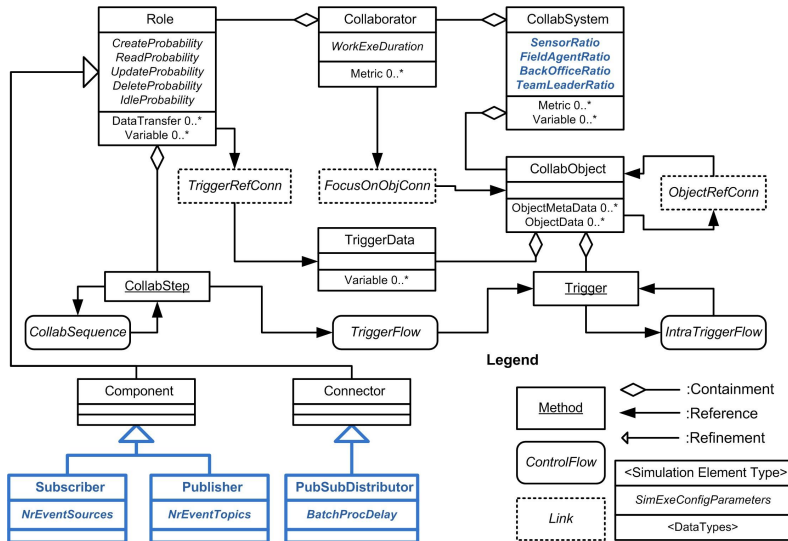 Role
CreateProbability
ReadProbability
UpdateProbability
DeleteProbability
IdleProbability
DataTransfer 0..*
Variable 0..*
Collaborator
WorkExeDuration
Metric 0..*
CollabSystem
SensorRatio
FieldAgentRatio
BackOfficeRatio
TeamLeaderRatio
Metric 0..*
Variable 0..*
TriggerRefConn
FocusOnObjConn
CollabObject
ObjectMetaData 0..*
ObjectData 0..*
ObjectRefConn
TriggerData
Variable 0..*
CollabStep
Trigger
CollabSequence
TriggerFlow
IntraTriggerFlow
Component
Connector
Subscriber
NrEventSources
Publisher
NrEventTopics
PubSubDistributor
BatchProcDelay
Legend
Method
ControlFlow
Link
:Containment
:Reference
:Refinement
<Simulation Element Type>
SimExeConfigParameters
<DataTypes>